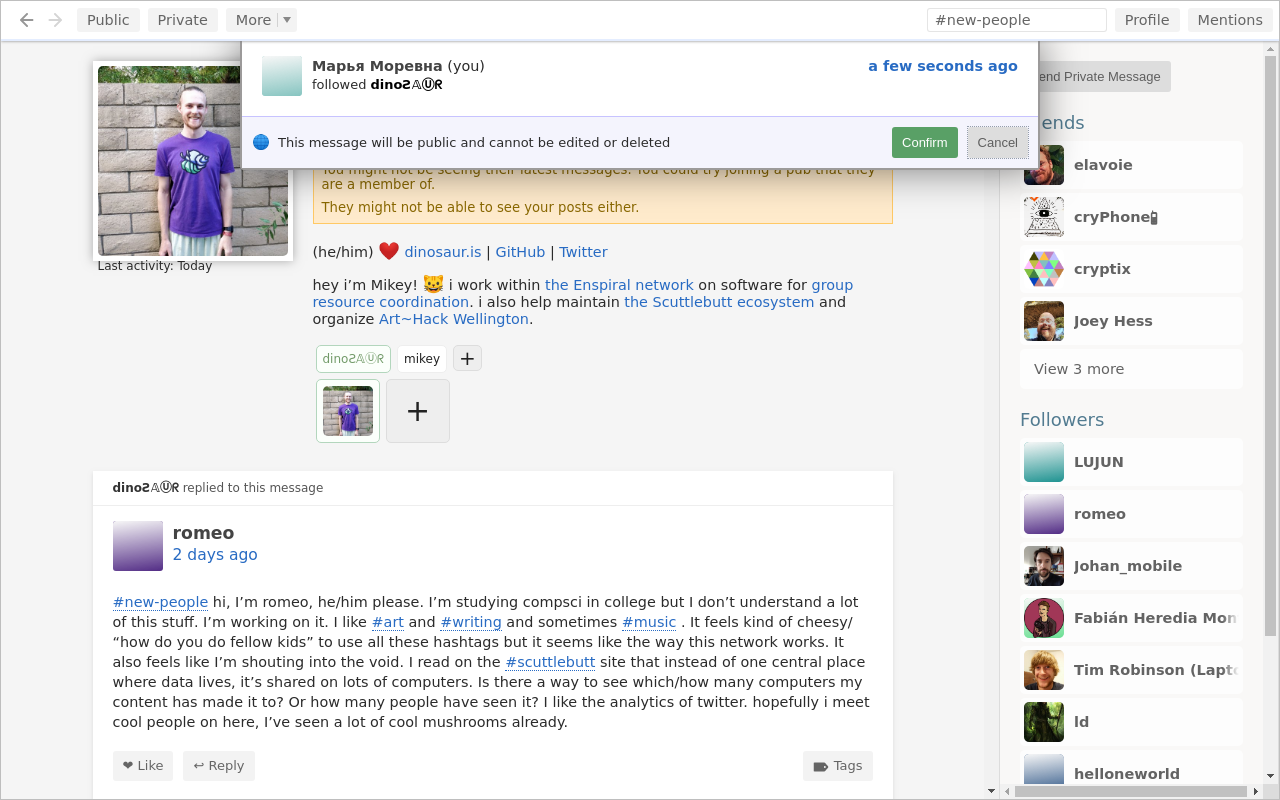 Public Private More #new-people Profile Mentions
Марья Моревна (you) a few seconds ago
followed dinoƧ𝔸Ⓤᖇ
This message will be public and cannot be edited or deleted Confirm Cancel
end Private Message
are a member of.
They might not be able to see your posts either.
(he/him) ❤️ dinosaur.is | GitHub | Twitter
Last activity: Today
hey i’m Mikey! 😺 i work within the Enspiral network on software for group
resource coordination. i also help maintain the Scuttlebutt ecosystem and
organize Art~Hack Wellington.
dinoƧ𝔸Ⓤᖇ mikey +
+
dinoƧ𝔸Ⓤᖇ replied to this message
romeo
2 days ago
#new-people hi, I’m romeo, he/him please. I’m studying compsci in college but I don’t understand a lot
of this stuff. I’m working on it. I like #art and #writing and sometimes #music . It feels kind of cheesy/
“how do you do fellow kids” to use all these hashtags but it seems like the way this network works. It
also feels like I’m shouting into the void. I read on the #scuttlebutt site that instead of one central place
where data lives, it’s shared on lots of computers. Is there a way to see which/how many computers my
content has made it to? Or how many people have seen it? I like the analytics of twitter. hopefully i meet
cool people on here, I’ve seen a lot of cool mushrooms already.
❤ Like ↩ Reply Tags
ends
elavoie
cryPhone📱
cryptix
Joey Hess
View 3 more
Followers
LUJUN
romeo
Johan_mobile
Fabián Heredia Mon
Tim Robinson (Lapto
ld
helloneworld